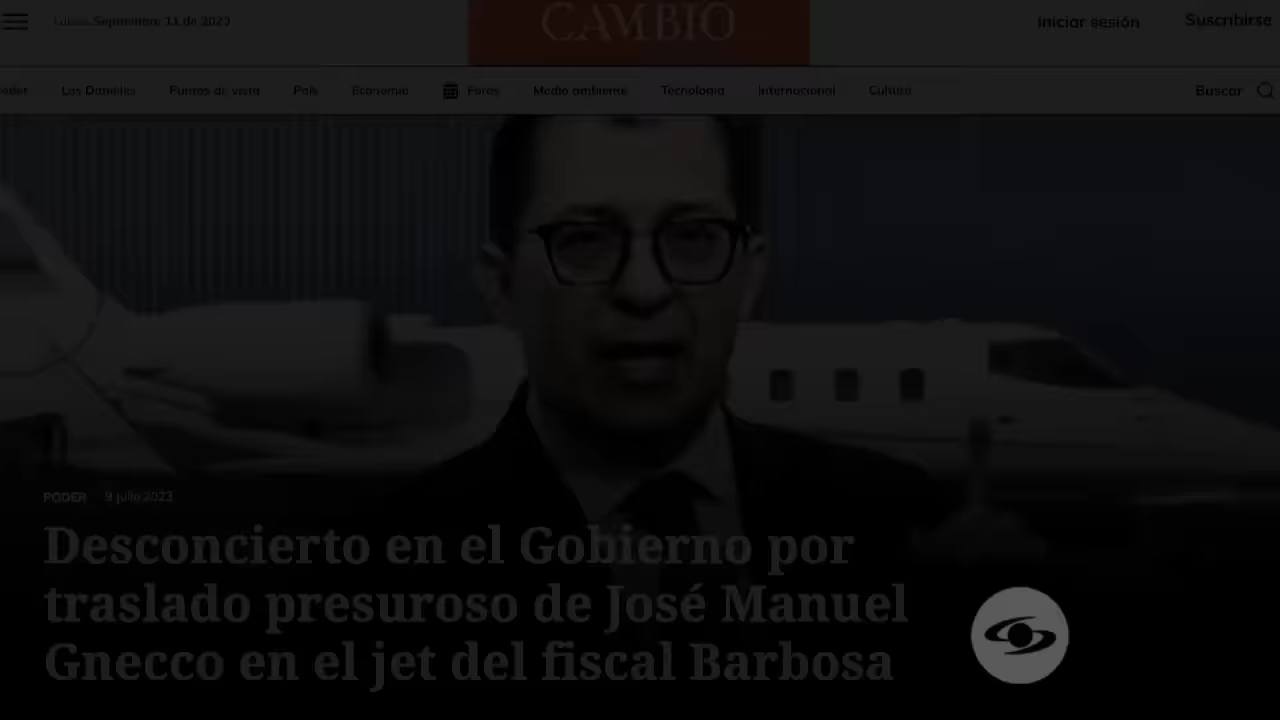 Lunes, Septiembre 11 de 2023
CAMBIO
Iniciar sesión
Suscribirse
oder
Los Danieles
Puntos de vista
País
Economía
Foros
Medio ambiente
Tecnología
Internacional
Cultura
Buscar
PODER
9 julio 2023
Desconcierto en el Gobierno por
traslado presuroso de José Manuel
Gnecco en el jet del fiscal Barbosa